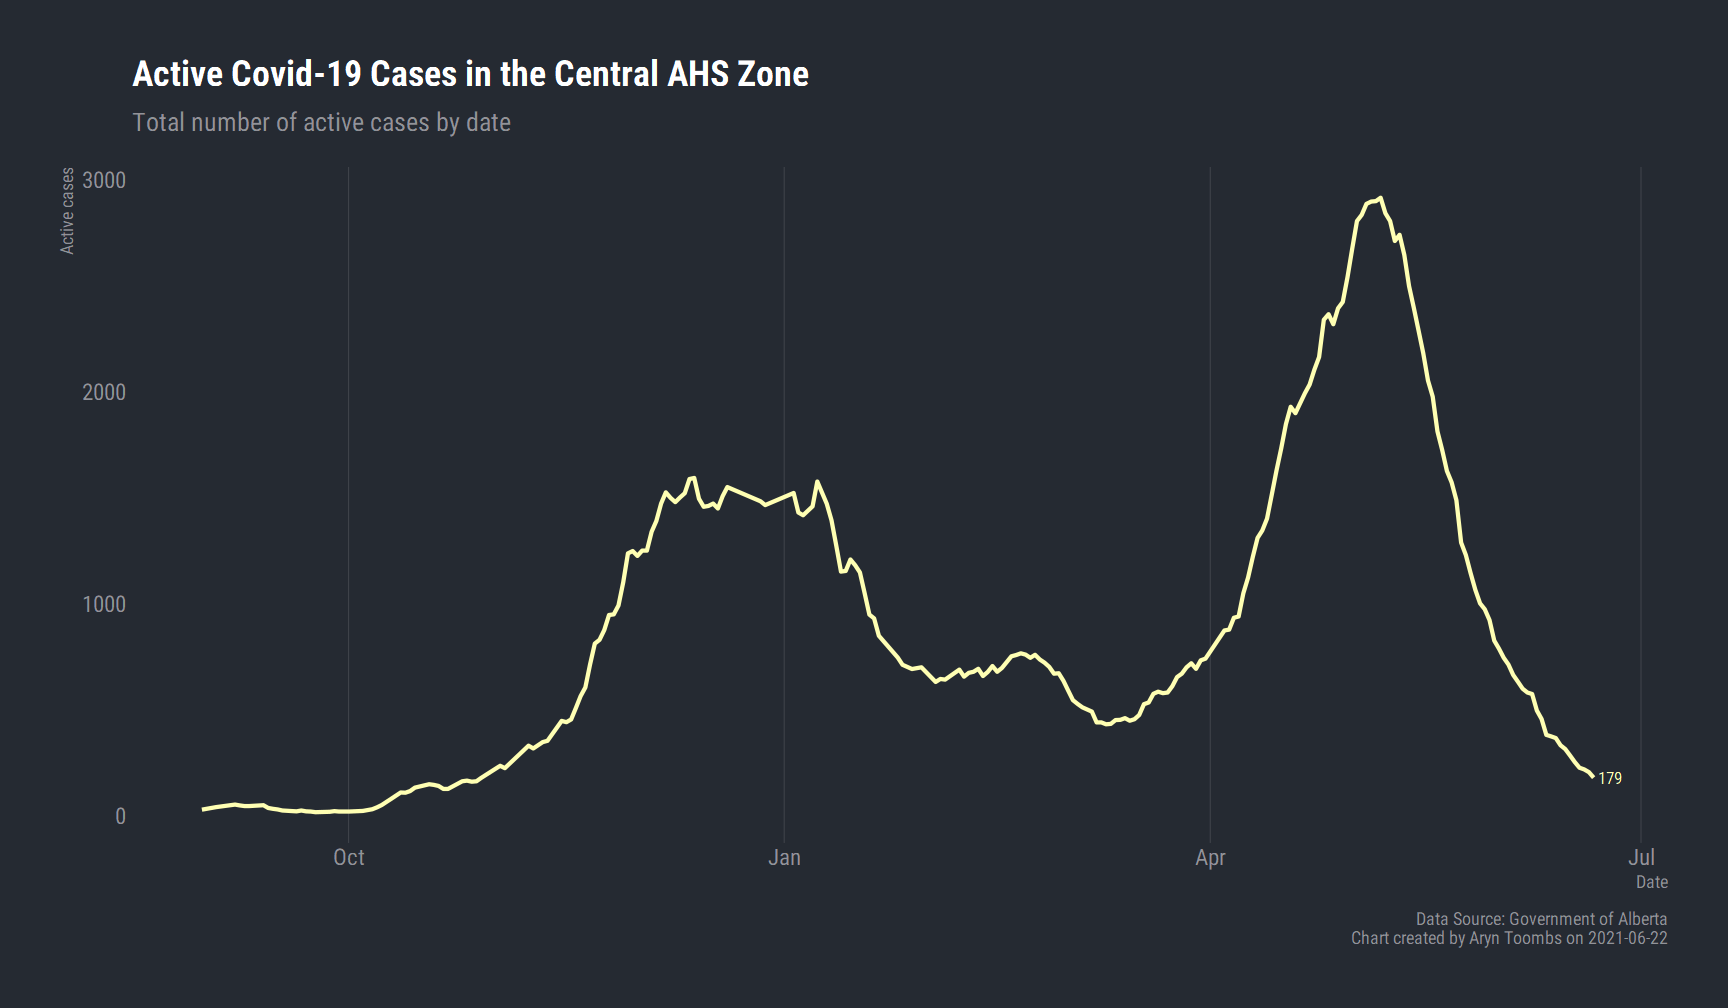 Active Covid-19 Cases in the Central AHS Zone
Total number of active cases by date
Active cases
3000
2000
1000
0
179
Oct
Jan
Apr
Jul
Date
Data Source: Government of Alberta
Chart created by Aryn Toombs on 2021-06-22